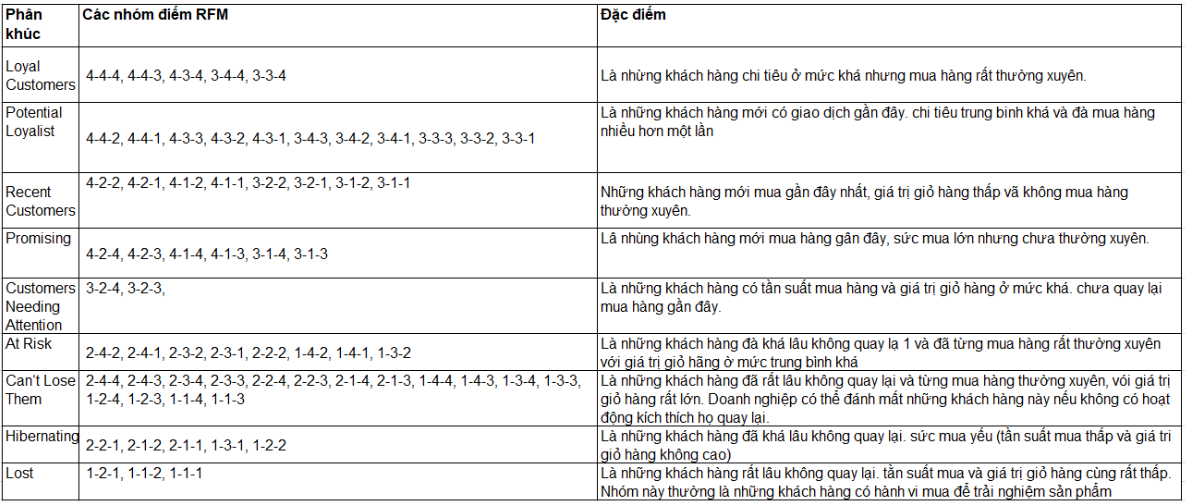 Phân khúc | Các nhóm điểm RFM | Đặc điểm
Loyal Customers | 4-4-4, 4-4-3, 4-3-4, 3-4-4, 3-3-4 | Là nhừng khách hàng chi tiêu ở mức khá nhưng mua hàng rất thường xuyên.
Potential Loyalist | 4-4-2, 4-4-1, 4-3-3, 4-3-2, 4-3-1, 3-4-3, 3-4-2, 3-4-1, 3-3-3, 3-3-2, 3-3-1 | Là những khách hàng mới có giao dịch gần đây. chi tiêu trung binh khá và đà mua hàng nhiều hơn một lần
Recent Customers | 4-2-2, 4-2-1, 4-1-2, 4-1-1, 3-2-2, 3-2-1, 3-1-2, 3-1-1 | Những khách hàng mới mua gần đây nhất, giá trị giỏ hàng thấp vã không mua hàng thường xuyên.
Promising | 4-2-4, 4-2-3, 4-1-4, 4-1-3, 3-1-4, 3-1-3 | Lâ nhùng khách hàng mới mua hàng gân đây, sức mua lớn nhưng chưa thường xuyên.
Customers Needing Attention | 3-2-4, 3-2-3, | Là những khách hàng có tần suất mua hàng và giá trị giỏ hàng ở mức khá. chưa quay lại mua hàng gần đây.
At Risk | 2-4-2, 2-4-1, 2-3-2, 2-3-1, 2-2-2, 1-4-2, 1-4-1, 1-3-2 | Là những khách hàng đà khá lâu không quay lạ 1 và đã từng mua hàng rất thường xuyên với giá trị giỏ hãng ở mức trung bình khá
Can't Lose Them | 2-4-4, 2-4-3, 2-3-4, 2-3-3, 2-2-4, 2-2-3, 2-1-4, 2-1-3, 1-4-4, 1-4-3, 1-3-4, 1-3-3, 1-2-4, 1-2-3, 1-1-4, 1-1-3 | Là những khách hàng đã rất lâu không quay lại và từng mua hàng thường xuyên, vói giá trị giỏ hàng rất lớn. Doanh nghiệp có thể đánh mất những khách hàng này nếu không có hoạt động kích thích họ quay lại.
Hibernating | 2-2-1, 2-1-2, 2-1-1, 1-3-1, 1-2-2 | Là những khách hàng đã khá lâu không quay lại. sức mua yếu (tần suất mua thấp và giá tri giỏ hàng không cao)
Lost | 1-2-1, 1-1-2, 1-1-1 | Là những khách hàng rất lâu không quay lại. tần suất mua và giá trị giỏ hàng cùng rất thấp. Nhóm này thường là những khách hàng có hành vi mua để trải nghiệm sản phẩm